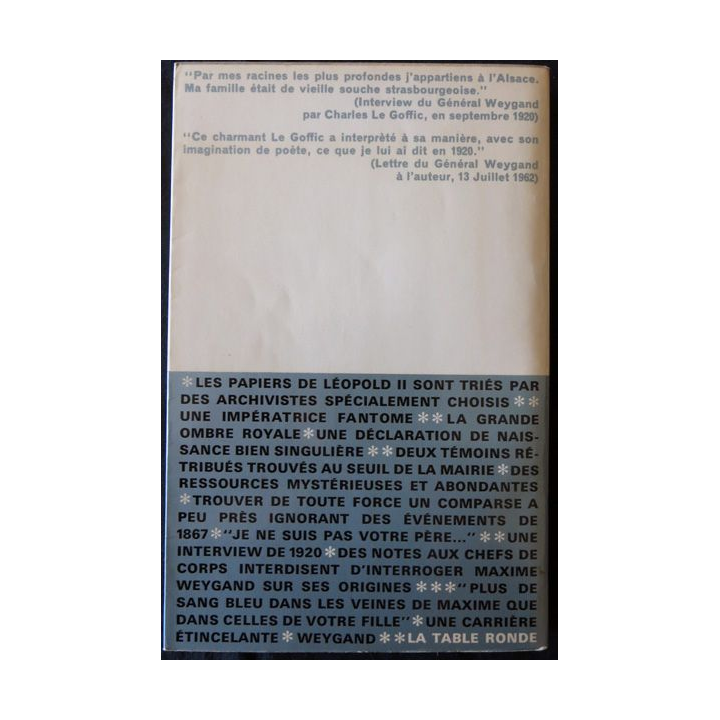 "Par mes racines les plus profondes j'appartiens à l'Alsace.
Ma famille était de vieille souche strasbourgeoise."
(Interview du Général Weygand
par Charles Le Goffic, en septembre 1920)
"Ce charmant Le Goffic a interprèté à sa manière, avec son
imagination de poète, ce que je lui ai dit en 1920."
(Lettre du Général Weygand
à l'auteur, 13 Juillet 1962)
*LES PAPIERS DE LÉOPOLD II SONT TRIÉS PAR
DES ARCHIVISTES SPÉCIALEMENT CHOISIS**
UNE IMPÉRATRICE FANTOME**LA GRANDE
OMBRE ROYALE*UNE DÉCLARATION DE NAIS-
SANCE BIEN SINGULIÈRE**DEUX TÉMOINS RÉ-
TRIBUÉS TROUVÉS AU SEUIL DE LA MAIRIE*DES
RESSOURCES MYSTÉRIEUSES ET ABONDANTES
*TROUVER DE TOUTE FORCE UN COMPARSE A
PEU PRÈS IGNORANT DES ÉVÉNEMENTS DE
1867*"JE NE SUIS PAS VOTRE PÈRE..."**UNE
INTERVIEW DE 1920*DES NOTES AUX CHEFS DE
CORPS INTERDISENT D'INTERROGER MAXIME
WEYGAND SUR SES ORIGINES***"PLUS DE
SANG BLEU DANS LES VEINES DE MAXIME QUE
DANS CELLES DE VOTRE FILLE"*UNE CARRIÈRE
ÉTINCELANTE*WEYGAND**LA TABLE RONDE